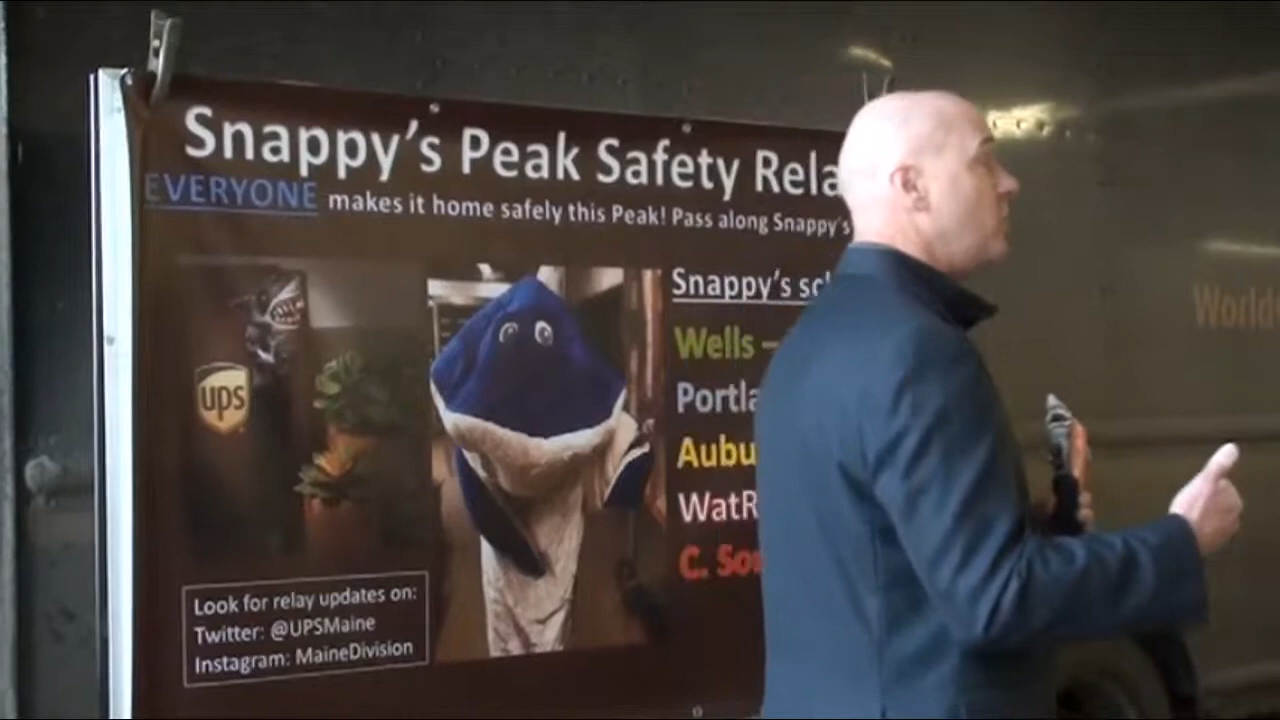 Snappy's Peak Safety Rela
EVERYONE makes it home safely this Peak! Pass along Snappy's
ups
Snappy's sc
Wells –
Portla
Aubu
WatR
C. So
Look for relay updates on:
Twitter: @UPSMaine
Instagram: MaineDivision
World